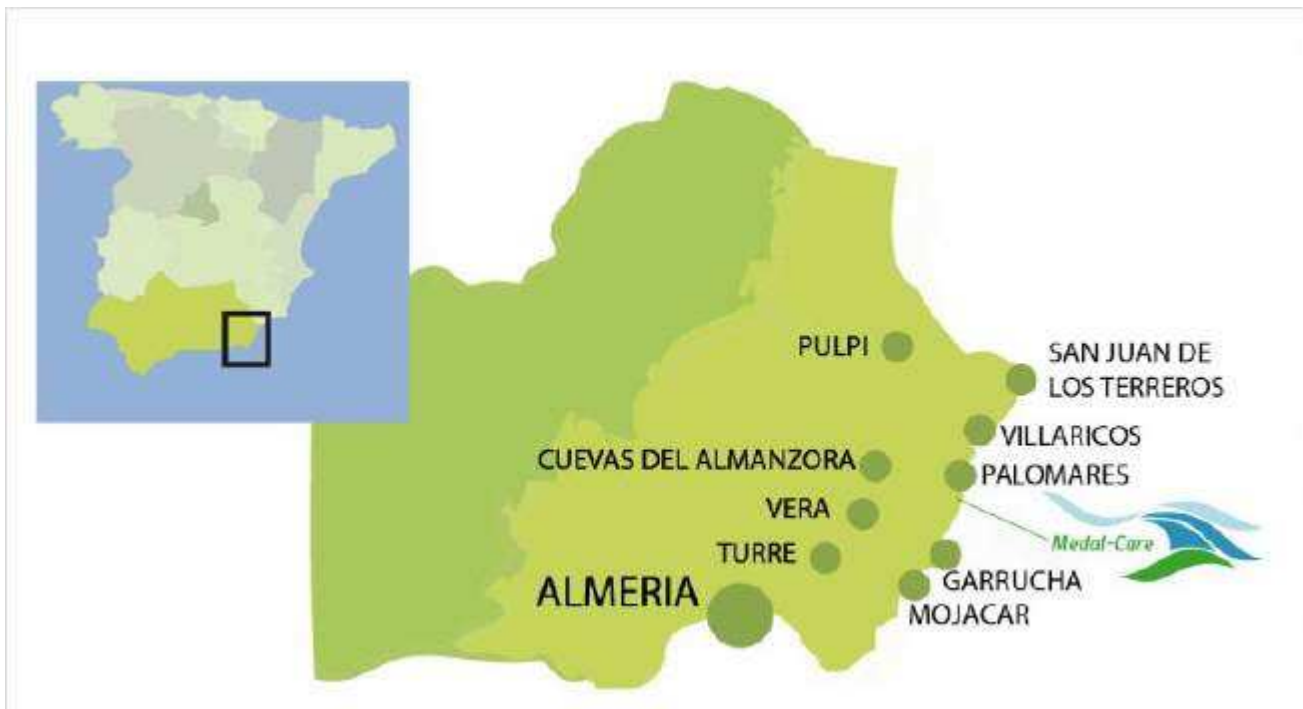 PULPI
SAN JUAN DE
LOS TERREROS
VILLARICOS
CUEVAS DEL ALMANZORA
PALOMARES
VERA
Medal-Care
TURRE
GARRUCHA
ALMERIA
MOJACAR